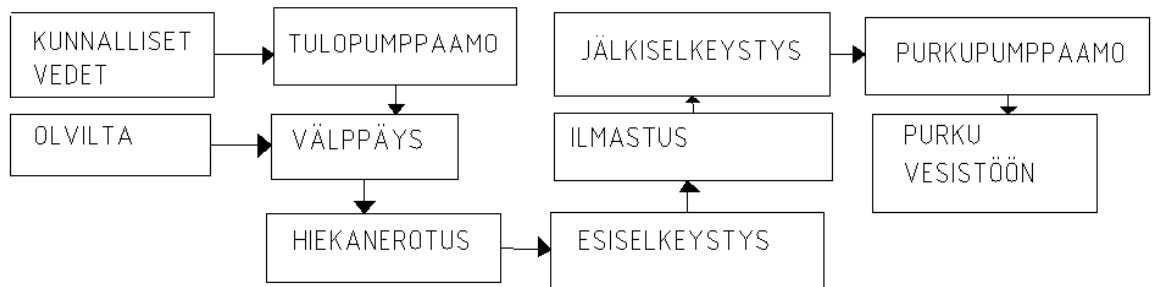 KUNNALLISET
VEDET
TULOPUMPPAAMO
OLVILTA
VÄLPPÄYS
HIEKANEROTUS
ESISELKEYSTYS
ILMASTUS
JÄLKISELKEYSTYS
PURKUPUMPPAAMO
PURKU
VESISTÖÖN